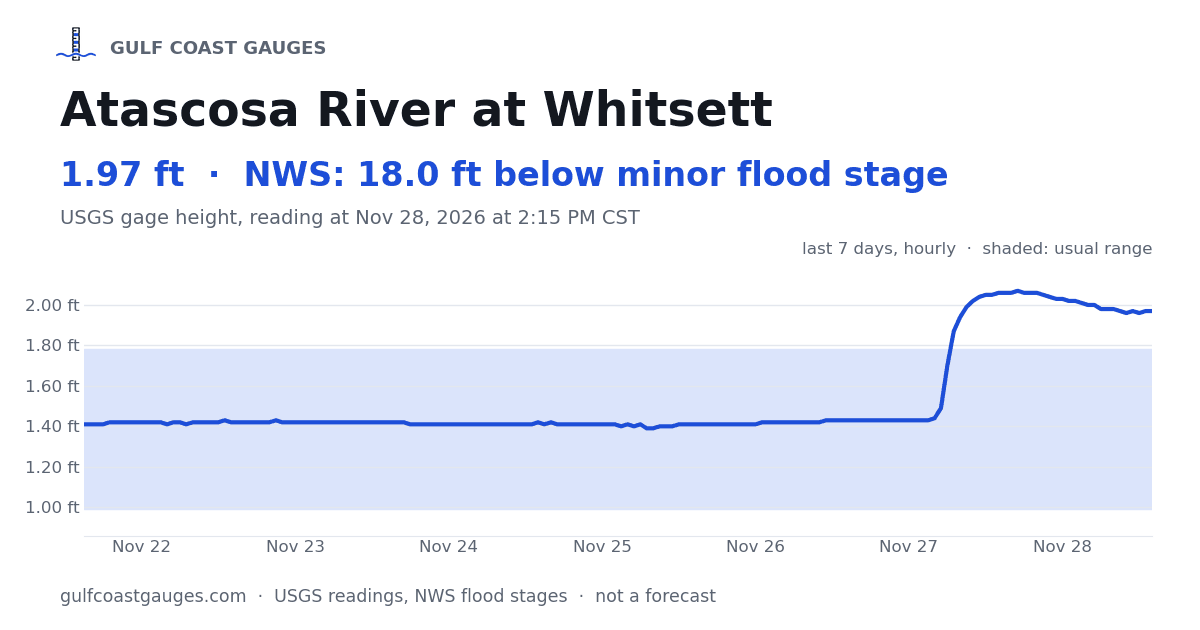 GULF COAST GAUGES
Atascosa River at Whitsett
1.97 ft · NWS: 18.0 ft below minor flood stage
USGS gage height, reading at Nov 28, 2026 at 2:15 PM CST
last 7 days, hourly · shaded: usual range
2.00 ft
1.80 ft
1.60 ft
1.40 ft
1.20 ft
1.00 ft
Nov 22 Nov 23 Nov 24 Nov 25 Nov 26 Nov 27 Nov 28
gulfcoastgauges.com · USGS readings, NWS flood stages · not a forecast